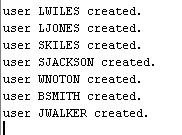 user LWILES created.
user LJONES created.
user SKILES created.
user SJACKSON created.
user WNOTON created.
user BSMITH created.
user JWALKER created.